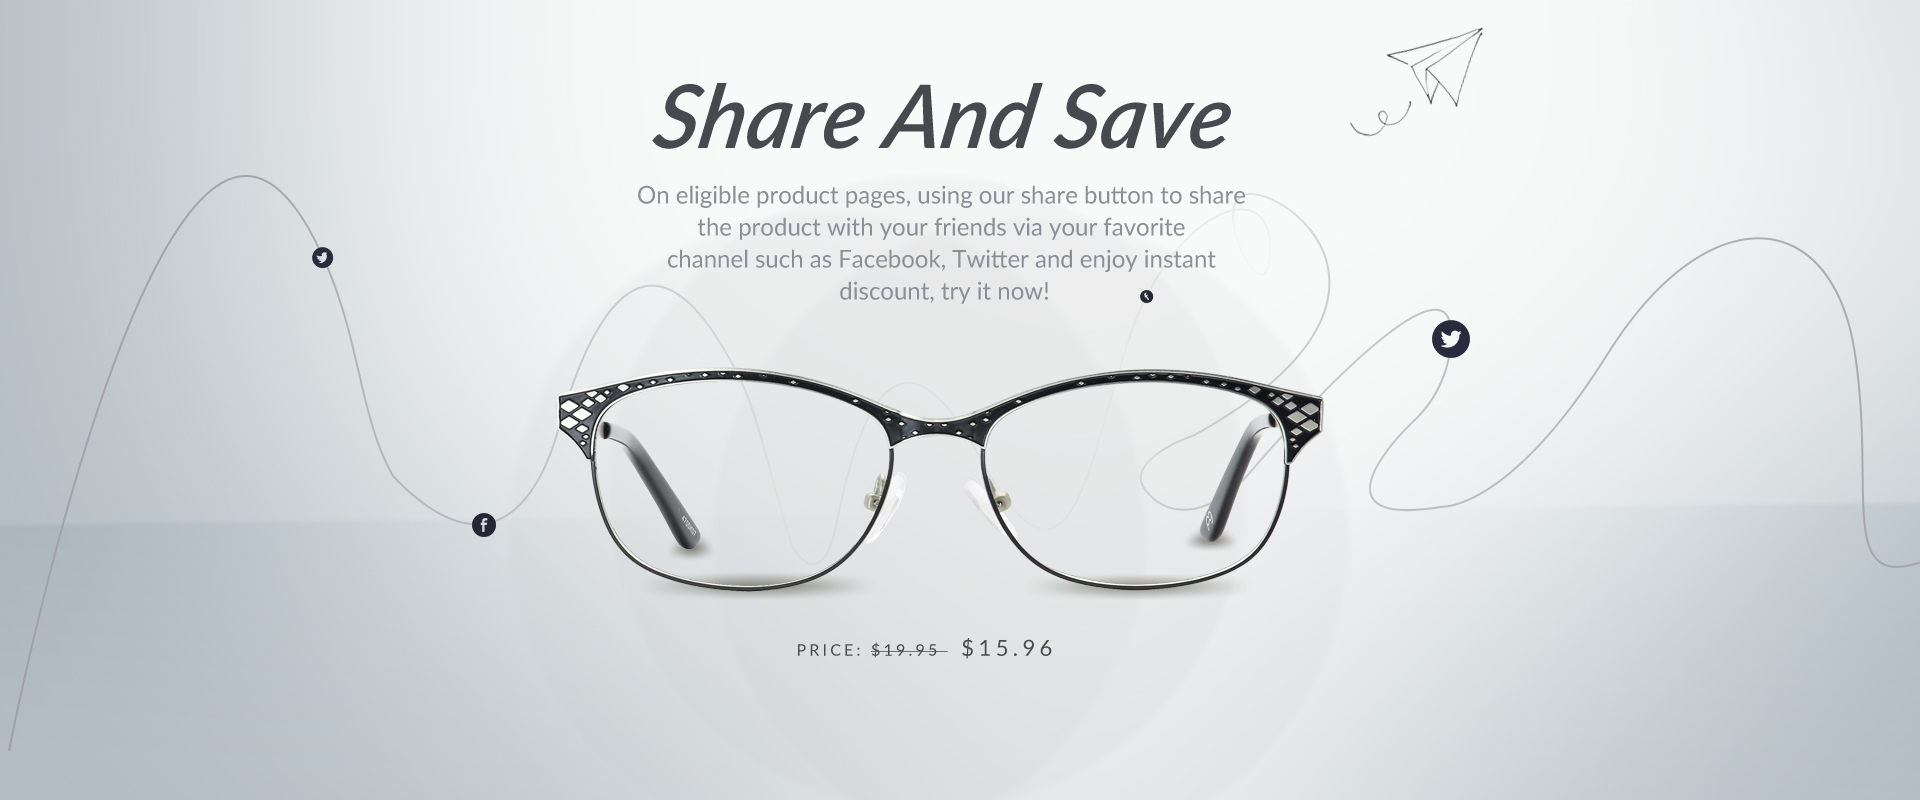 Share And Save
On eligible product pages, using our share button to share
the product with your friends via your favorite
channel such as Facebook, Twitter and enjoy instant
discount, try it now!
PRICE: $19.95 $15.96